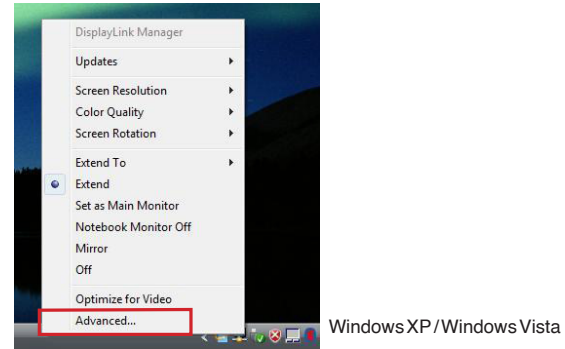 DisplayLink Manager
Updates
Screen Resolution
Color Quality
Screen Rotation
Extend To
Extend
Set as Main Monitor
Notebook Monitor Off
Mirror
Off
Optimize for Video
Advanced...
Windows XP / Windows Vista